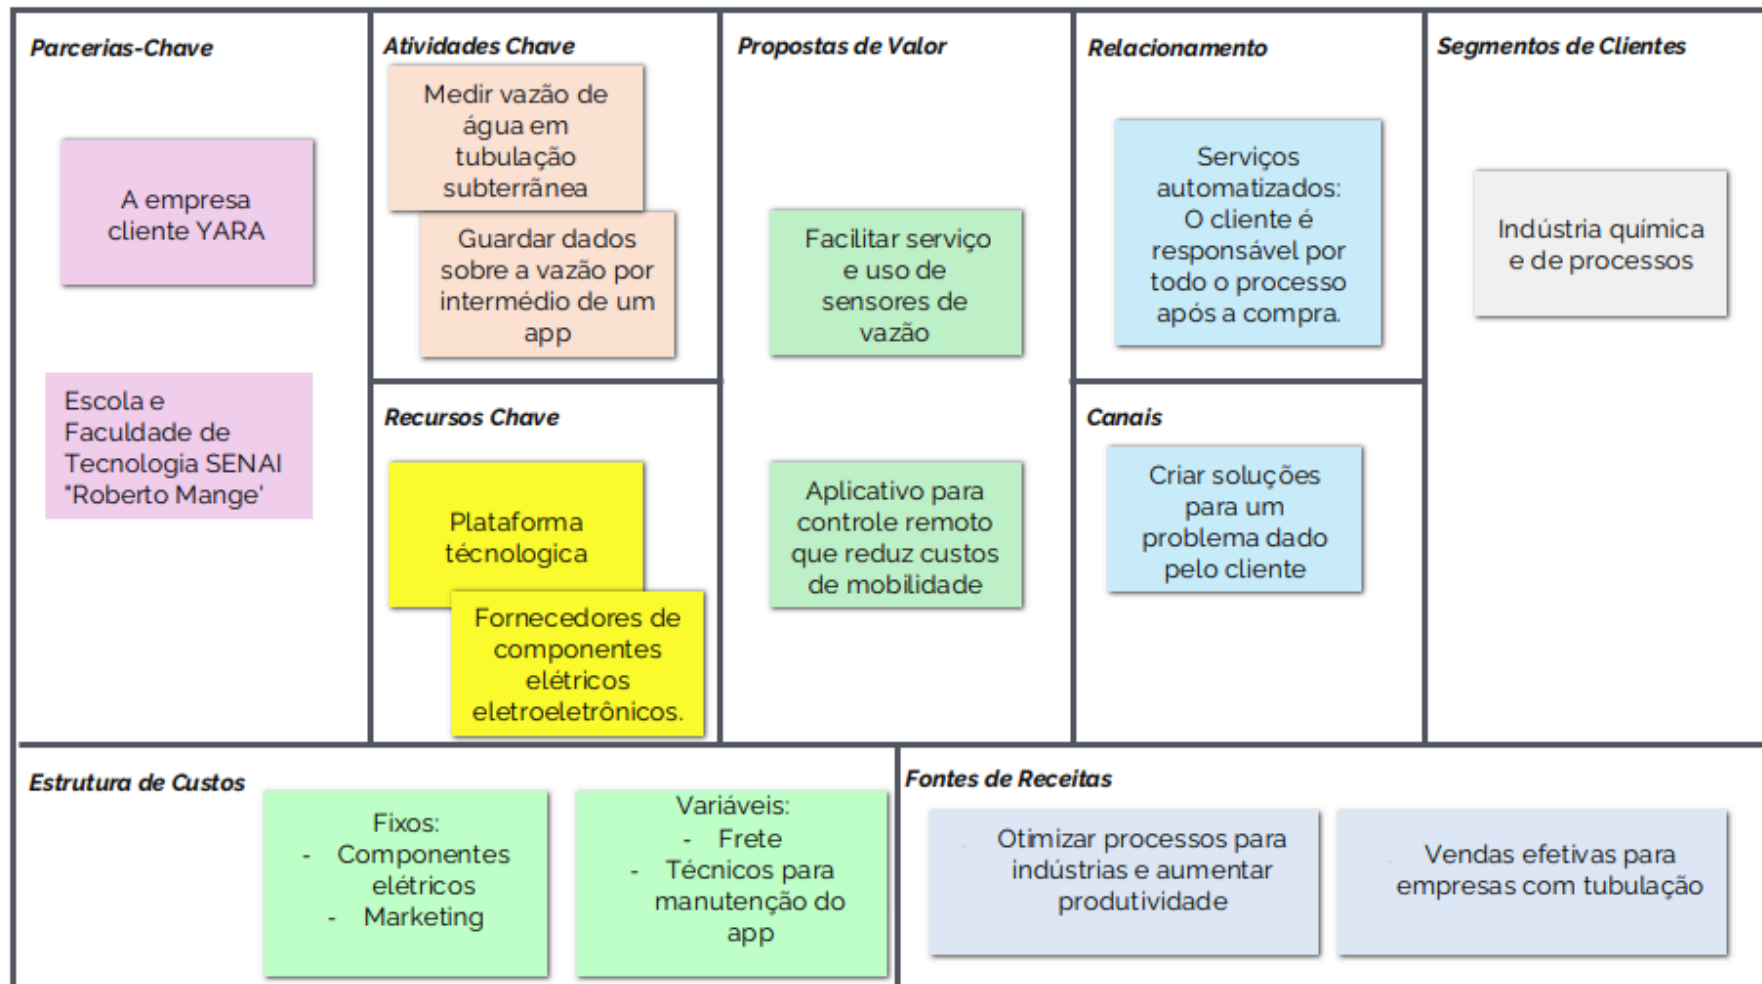 Parcerias-Chave
A empresa
cliente YARA
Escola e
Faculdade de
Tecnologia SENAI
"Roberto Mange'
Atividades Chave
Medir vazão de
água em
tubulação
subterrãnea
Guardar dados
sobre a vazão por
intermédio de um
app
Recursos Chave
Plataforma
técnologica
Fornecedores de
componentes
elétricos
eletroeletrônicos.
Propostas de Valor
Facilitar serviço
e uso de
sensores de
vazão
Aplicativo para
controle remoto
que reduz custos
de mobilidade
Relacionamento
Serviços
automatizados:
O cliente é
responsável por
todo o processo
após a compra.
Canais
Criar soluções
para um
problema dado
pelo cliente
Segmentos de Clientes
Indústria química
e de processos
Estrutura de Custos
Fixos:
- Componentes
elétricos
- Marketing
Variáveis:
- Frete
- Técnicos para
manutenção do
app
Fontes de Receitas
Otimizar processos para
indústrias e aumentar
produtividade
Vendas efetivas para
empresas com tubulação